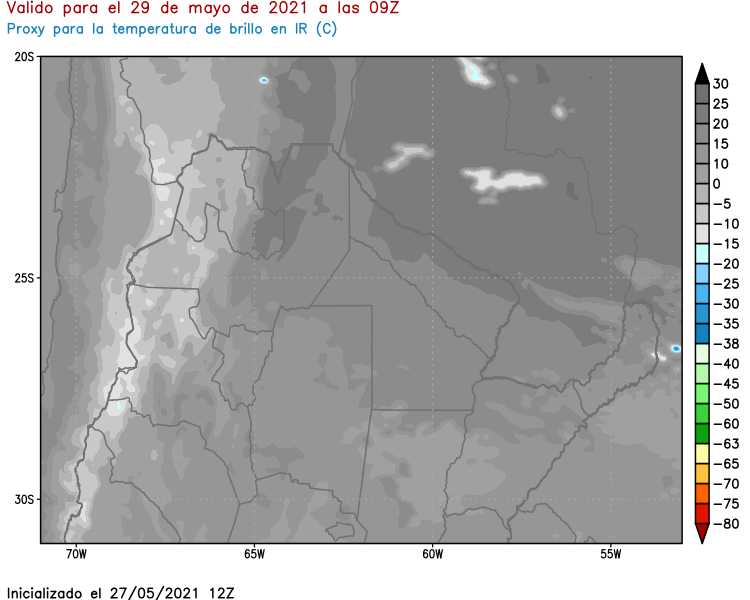 Valido para el 29 de mayo de 2021 a las 09Z
Proxy para la temperatura de brillo en IR (C)
20S
25S
30S
70W
65W
60W
55W
30
25
20
15
10
0
−5
−10
−15
−20
−25
−30
−35
−38
−40
−45
−50
−60
−63
−65
−70
−75
−80
Inicializado el 27/05/2021 12Z